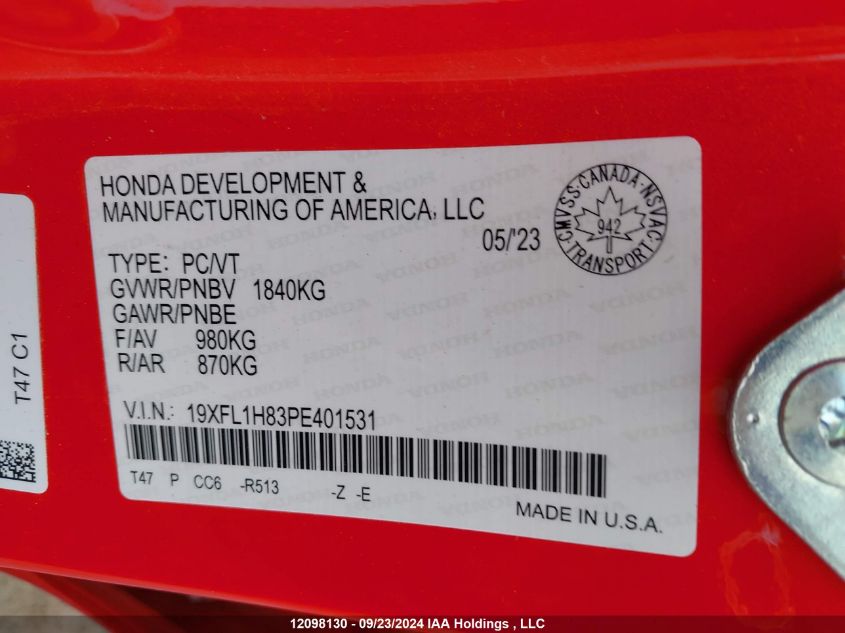 HONDA DEVELOPMENT &
MANUFACTURING OF AMERICA, LLC
05/'23
CMVSS·CANADA·NSVAC
942
TRANSPORT
TYPE: PC/VT
GVWR/PNBV 1840KG
GAWR/PNBE
F/AV 980KG
R/AR 870KG
V.I.N.: 19XFL1H83PE401531
T47 P CC6 -R513 -Z -E
MADE IN U.S.A.
T47 C1
12098130 - 09/23/2024 IAA Holdings , LLC